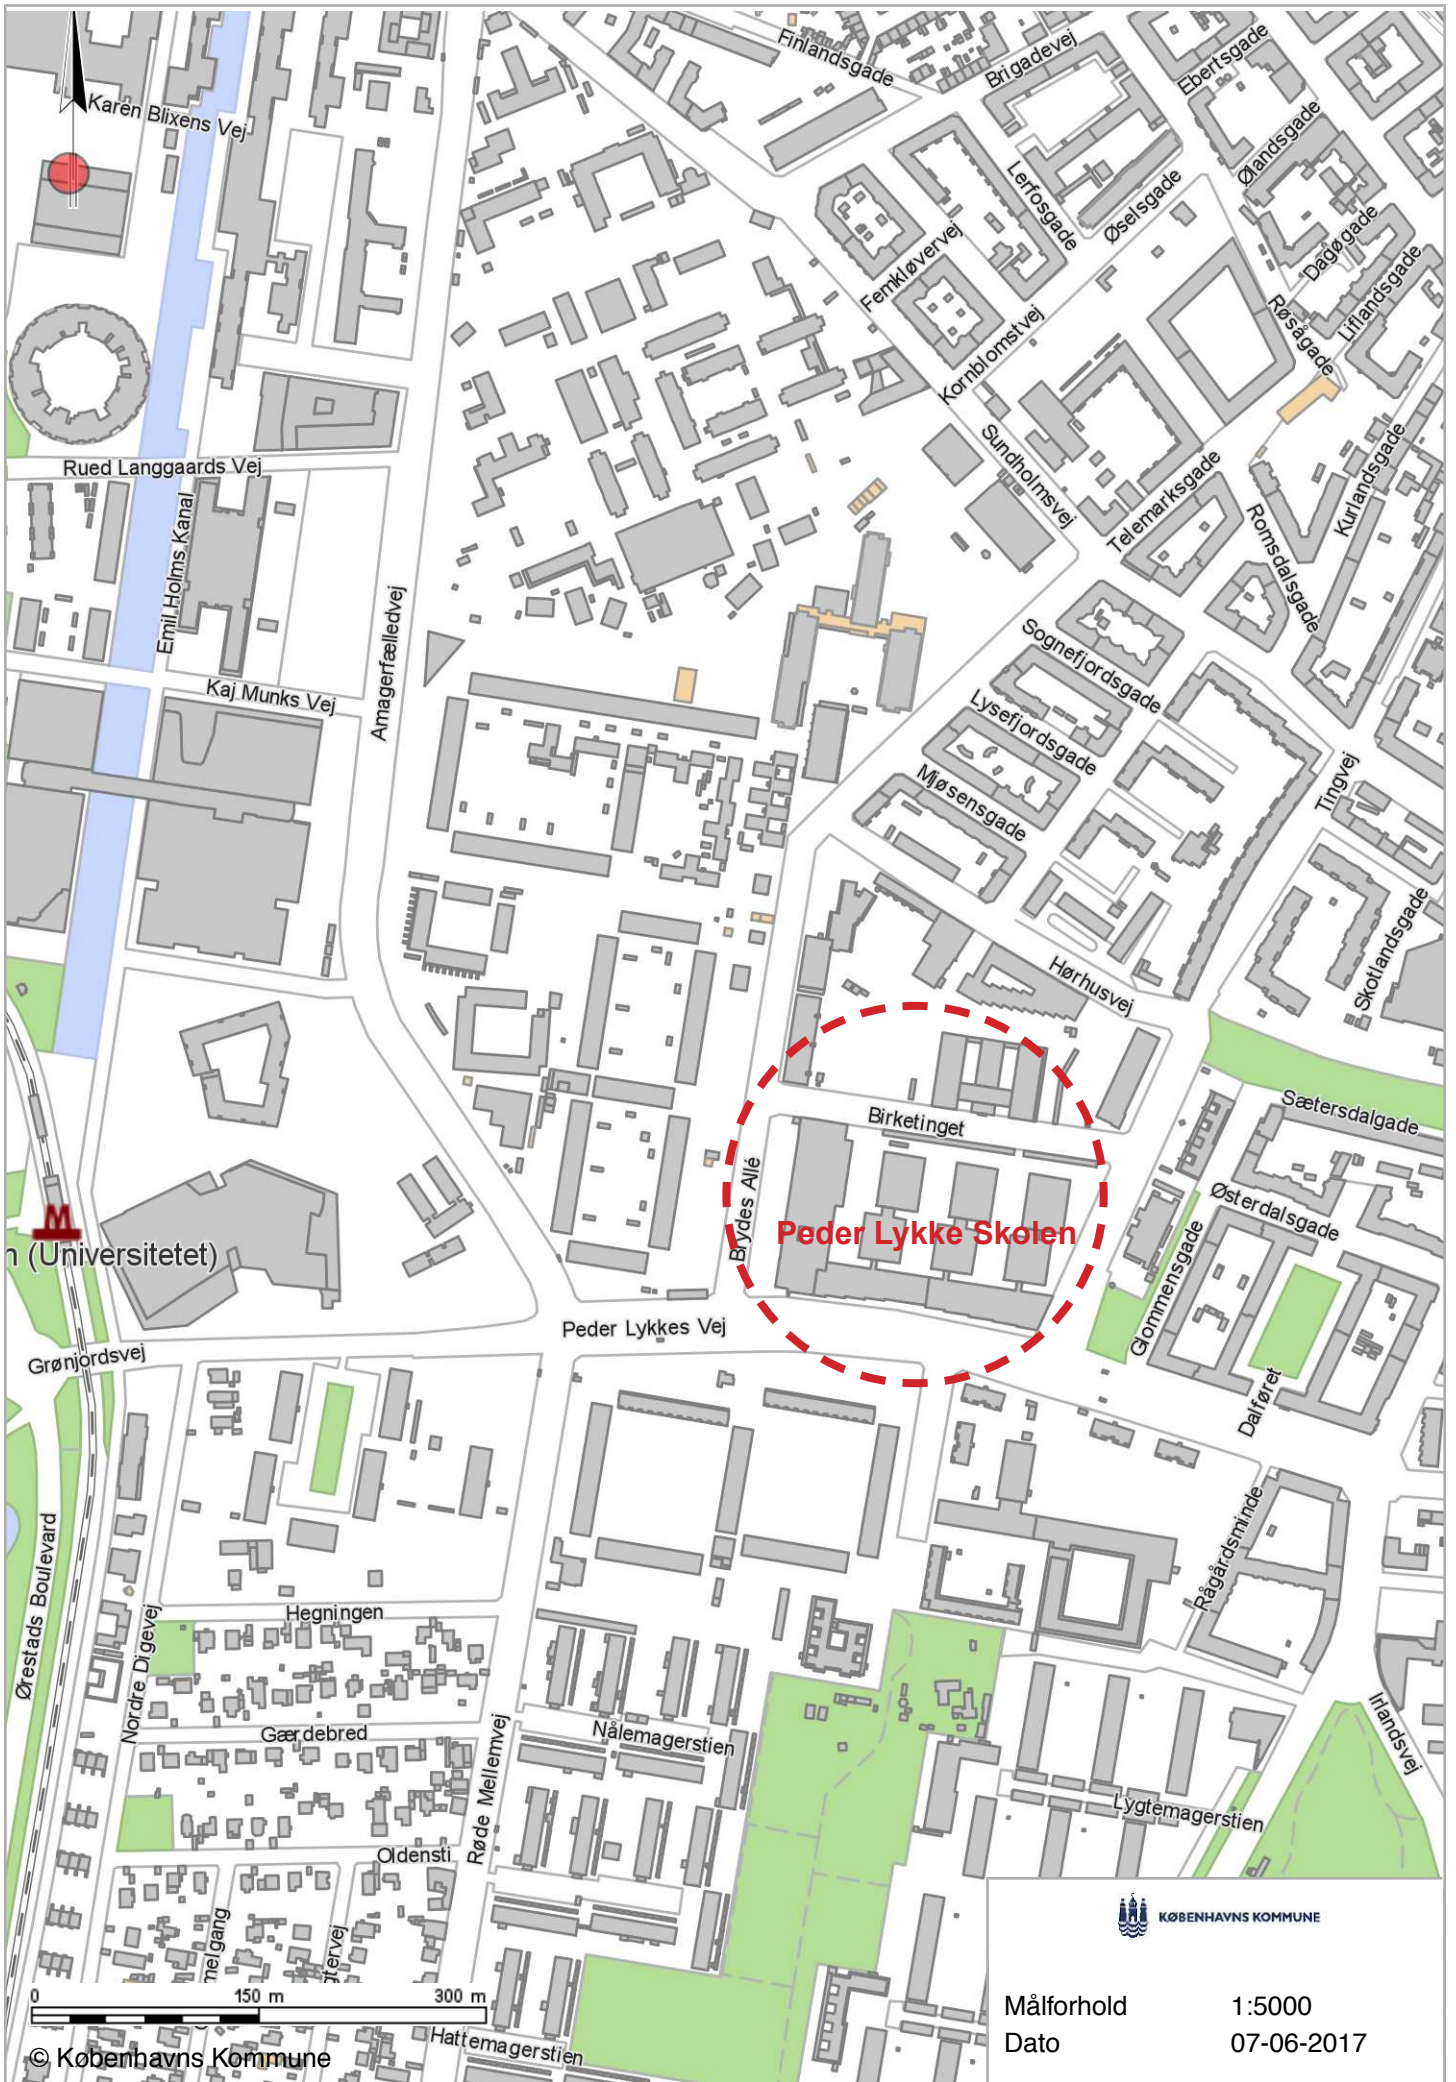 Finlandsgade
Brigadevej
Ebertsgade
Karen Blixens Vej
Ølandsgade
Lerfosgade
Øselsgade
Dagøgade
Femkløvervej
Liflandsgade
Røsågade
Kornblomstvej
Sundholmsvej
Rued Langgaards Vej
Emil Holms Kanal
Telemarksgade
Kurlandsgade
Romsdalsgade
Amagerfælledvej
Sognefjordsgade
Kaj Munks Vej
Lysefjordsgade
Mjøsensgade
Tingvej
Skotlandsgade
Hørhusvej
Birketinget
Sætersdalgade
Brydes Allé
Østerdalsgade
Peder Lykke Skolen
M
n (Universitetet)
Glommensgade
Peder Lykkes Vej
Grønjordsvej
Dalføret
Ørestads Boulevard
Rågårdsminde
Nordre Digevej
Hegningen
Irlandsvej
Gærdebred
Nålemagerstien
Røde Mellemvej
Lygtemagerstien
Oldensti
melgang
gtervej
KØBENHAVNS KOMMUNE
0 150 m 300 m
Målforhold 1:5000
Dato 07-06-2017
Hattemagerstien
© Københavns Kommune